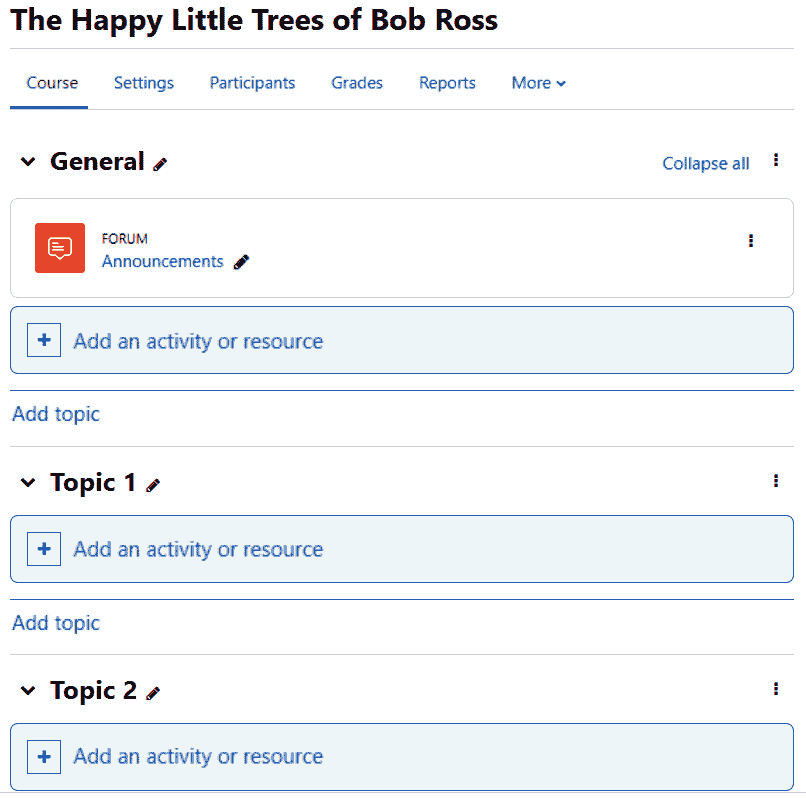 The Happy Little Trees of Bob Ross
Course Settings Participants Grades Reports More
General Collapse all
FORUM
Announcements
+ Add an activity or resource
Add topic
Topic 1
+ Add an activity or resource
Add topic
Topic 2
+ Add an activity or resource